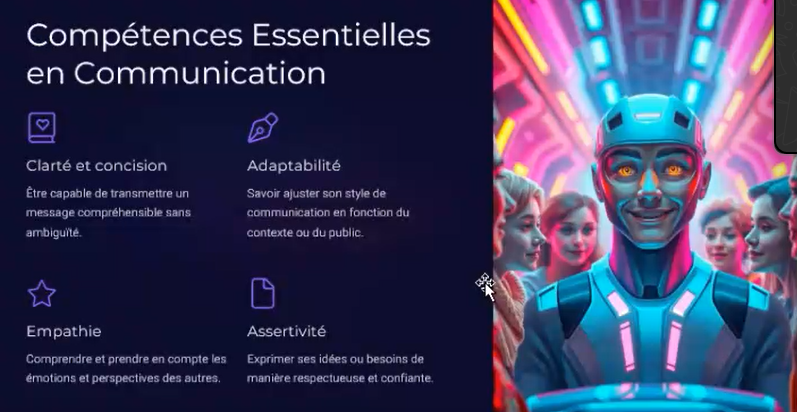 Compétences Essentielles
en Communication
Clarté et concision
Être capable de transmettre un
message compréhensible sans
ambiguïté.
Adaptabilité
Savoir ajuster son style de
communication en fonction du
contexte ou du public.
Empathie
Comprendre et prendre en compte les
émotions et perspectives des autres.
Assertivité
Exprimer ses idées ou besoins de
manière respectueuse et confiante.